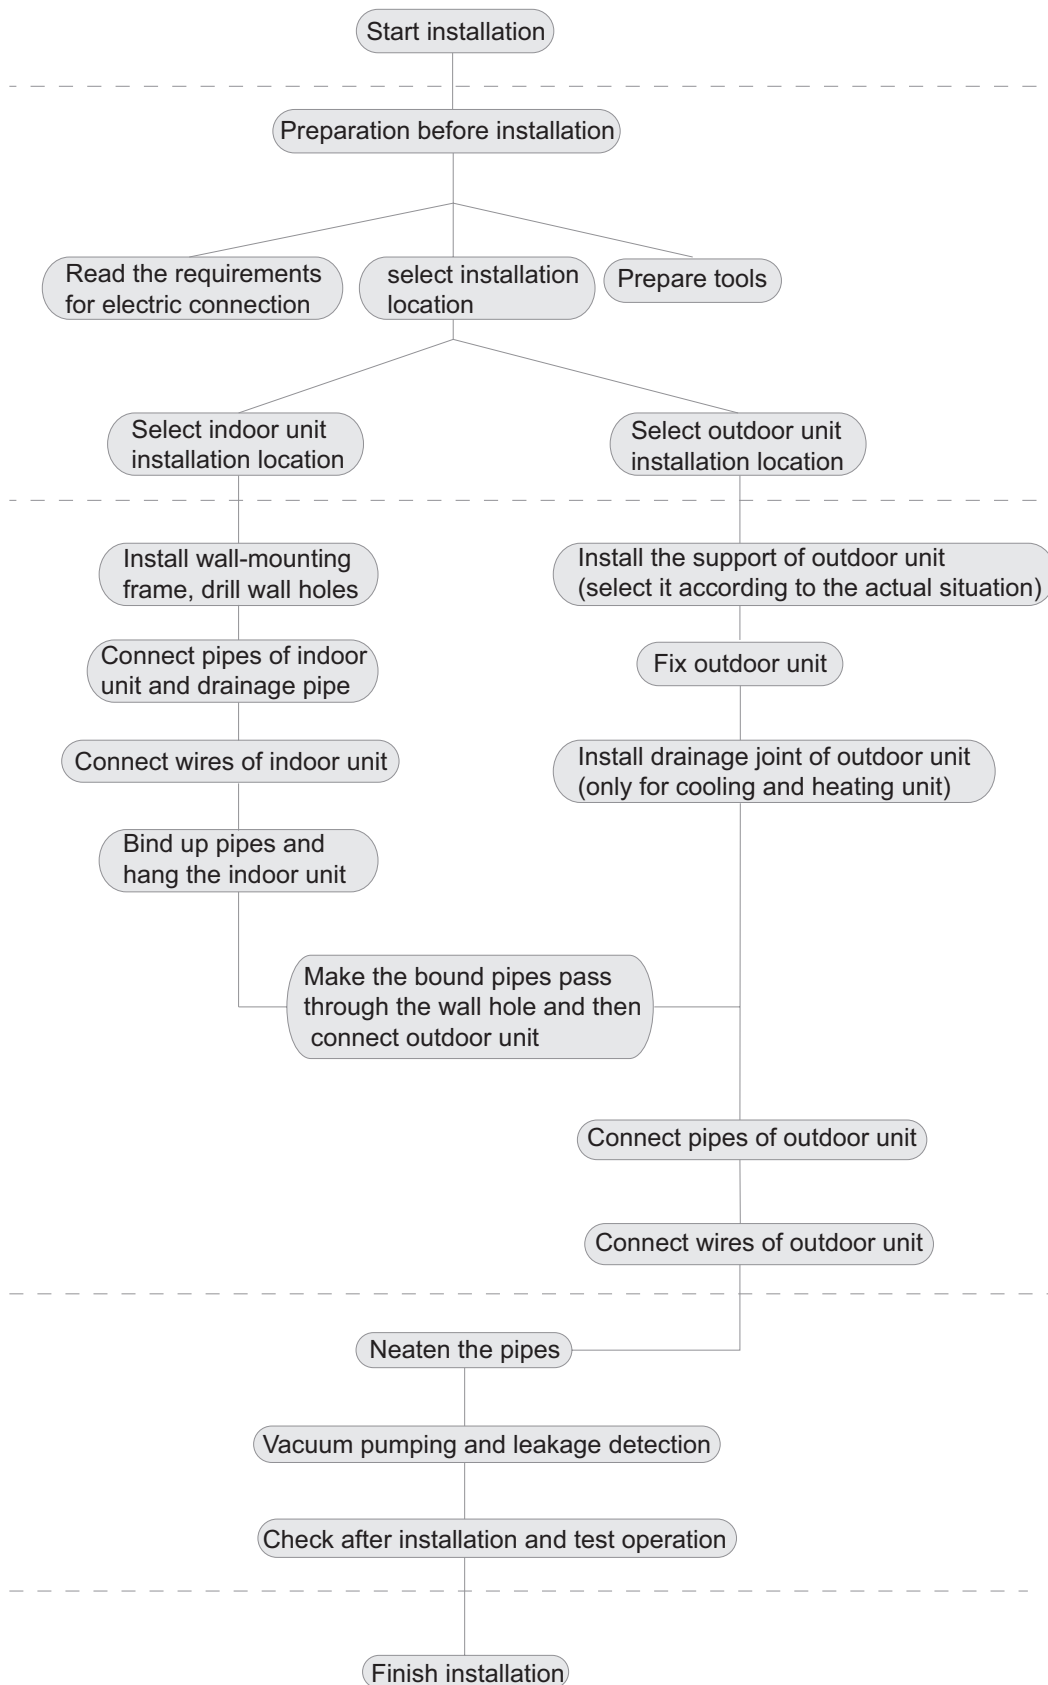 Start installation
Preparation before installation
Read the requirements
for electric connection
select installation
location
Prepare tools
Select indoor unit
installation location
Select outdoor unit
installation location
Install wall-mounting
frame, drill wall holes
Install the support of outdoor unit
(select it according to the actual situation)
Connect pipes of indoor
unit and drainage pipe
Fix outdoor unit
Connect wires of indoor unit
Install drainage joint of outdoor unit
(only for cooling and heating unit)
Bind up pipes and
hang the indoor unit
Make the bound pipes pass
through the wall hole and then
connect outdoor unit
Connect pipes of outdoor unit
Connect wires of outdoor unit
Neaten the pipes
Vacuum pumping and leakage detection
Check after installation and test operation
Finish installation